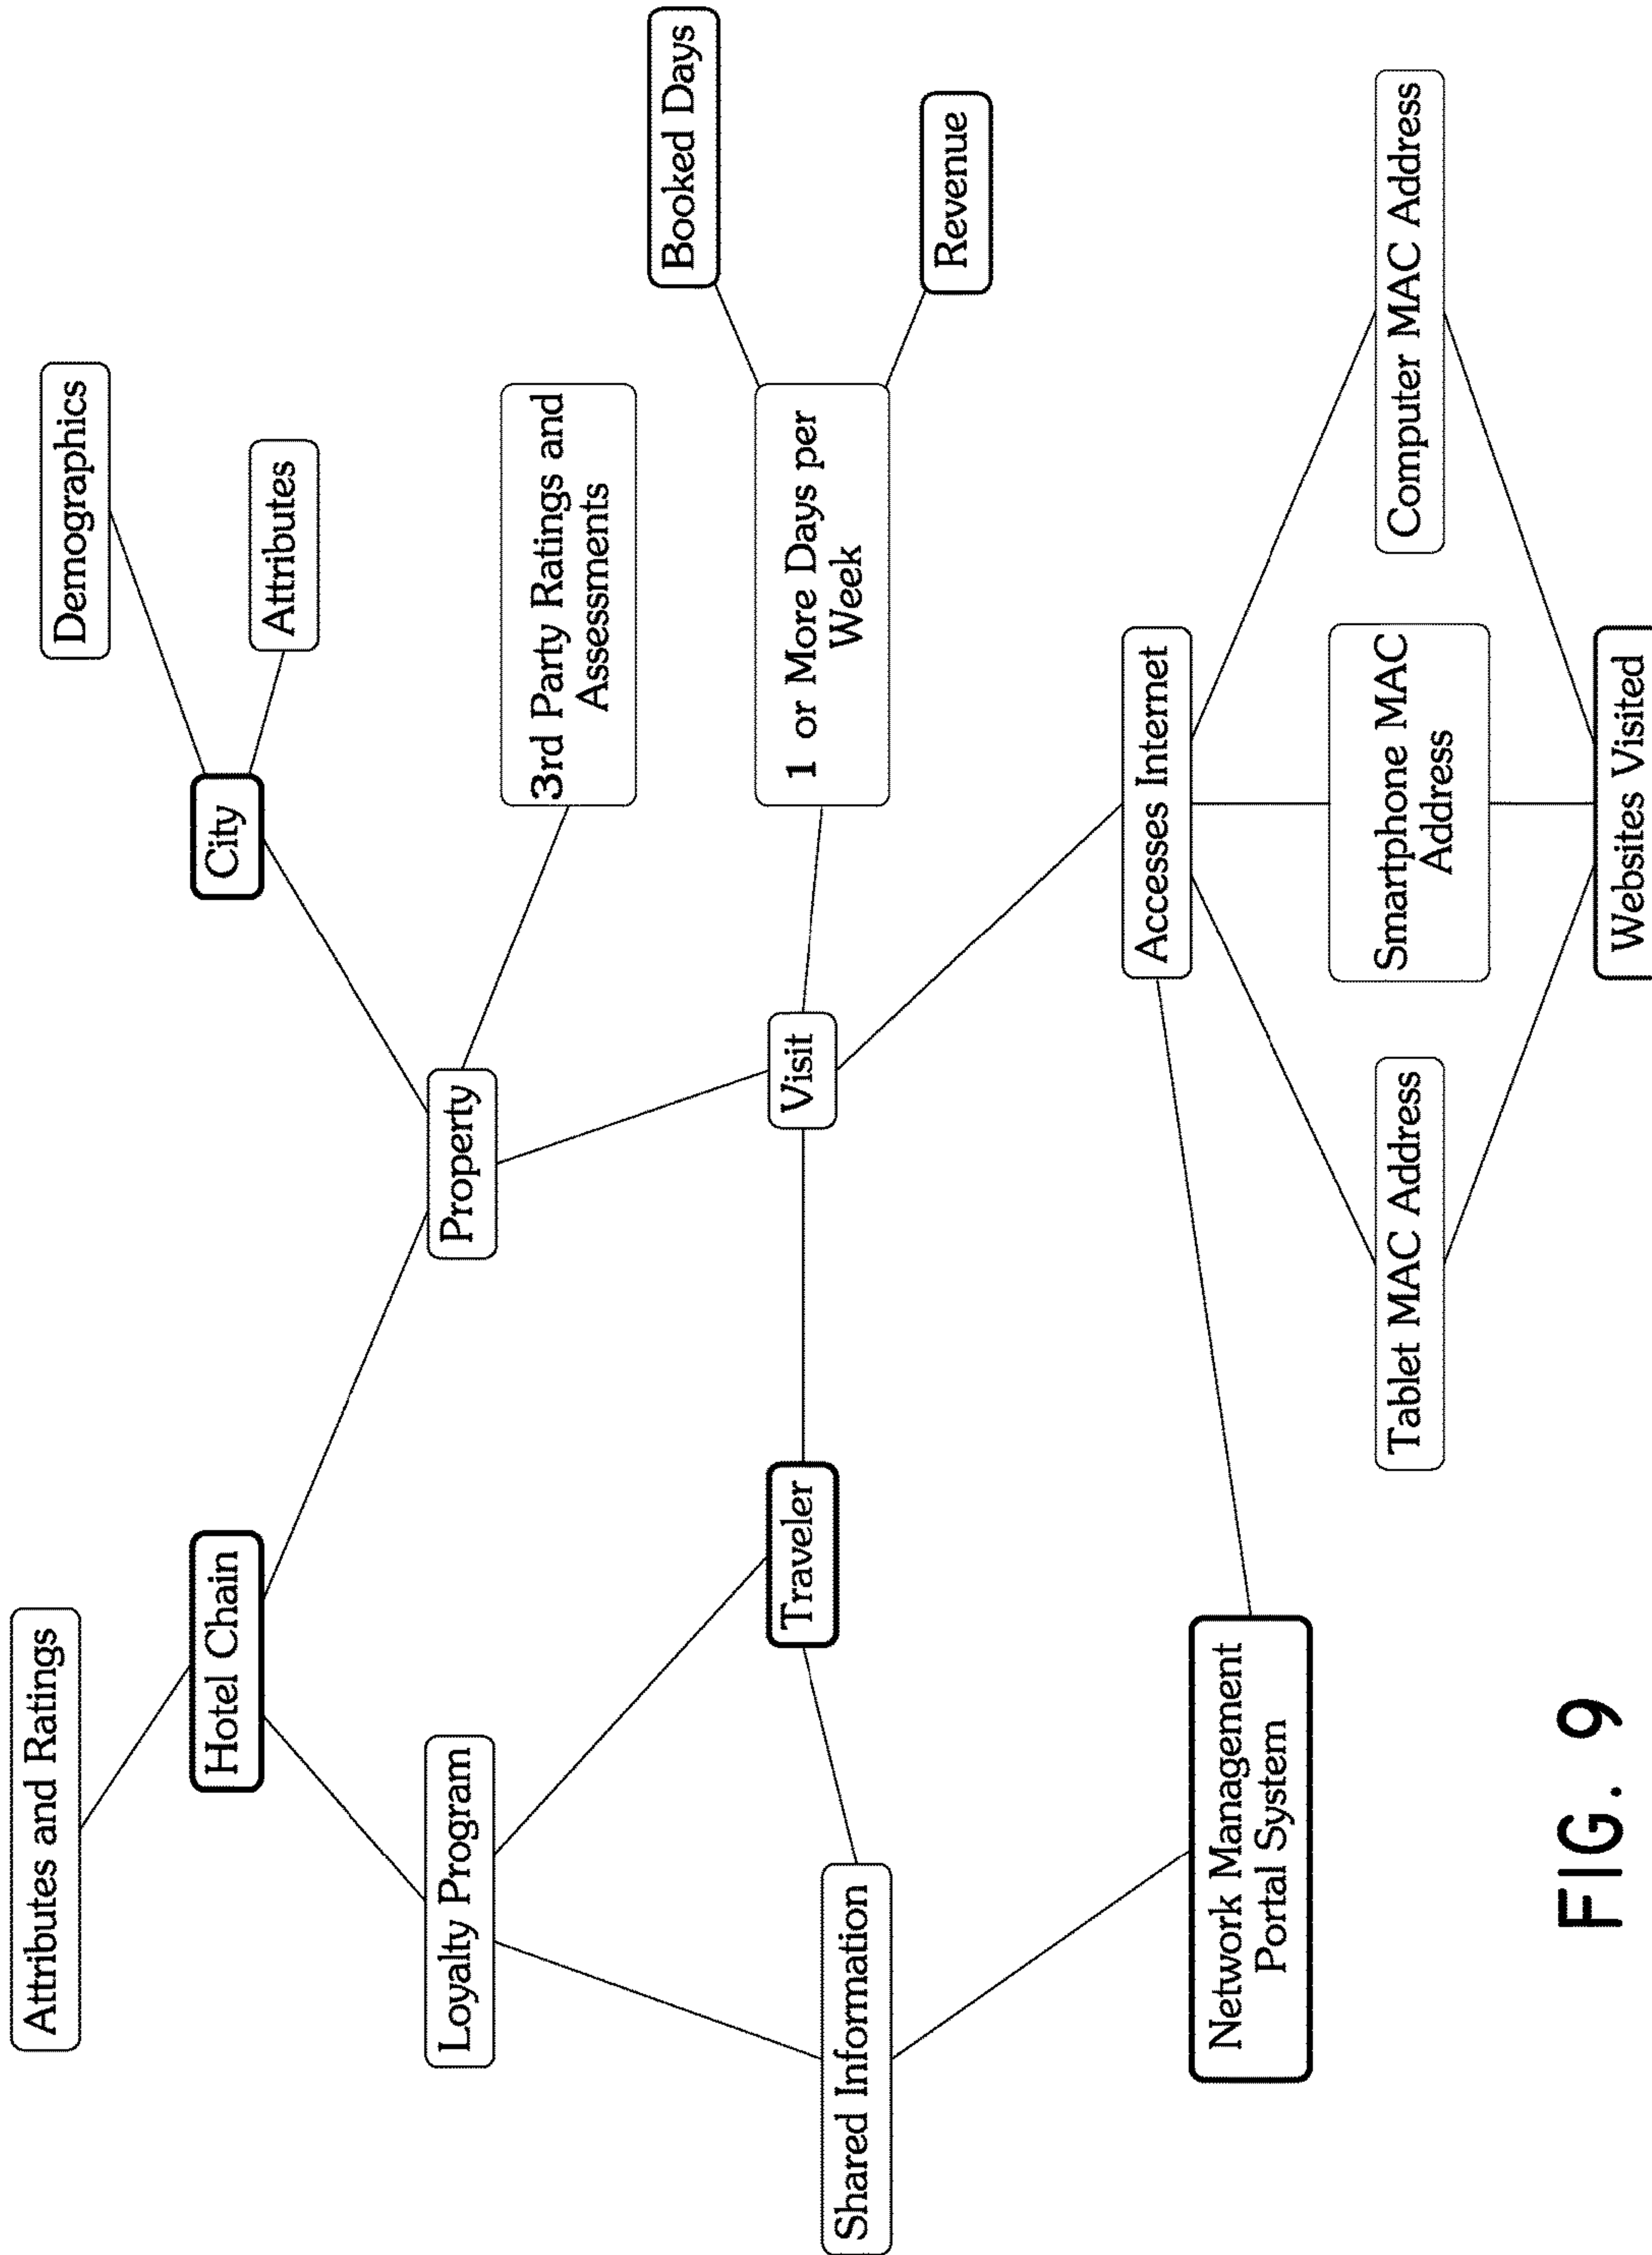 Attributes and Ratings
Demographics
Hotel Chain
City
Attributes
Loyalty Program
Property
3rd Party Ratings and
Assessments
Booked Days
Shared Information
Traveler
Visit
1 or More Days per
Week
Revenue
Accesses Internet
Network Management
Portal System
Tablet MAC Address
Smartphone MAC
Address
Computer MAC Address
Websites Visited
FIG. 9